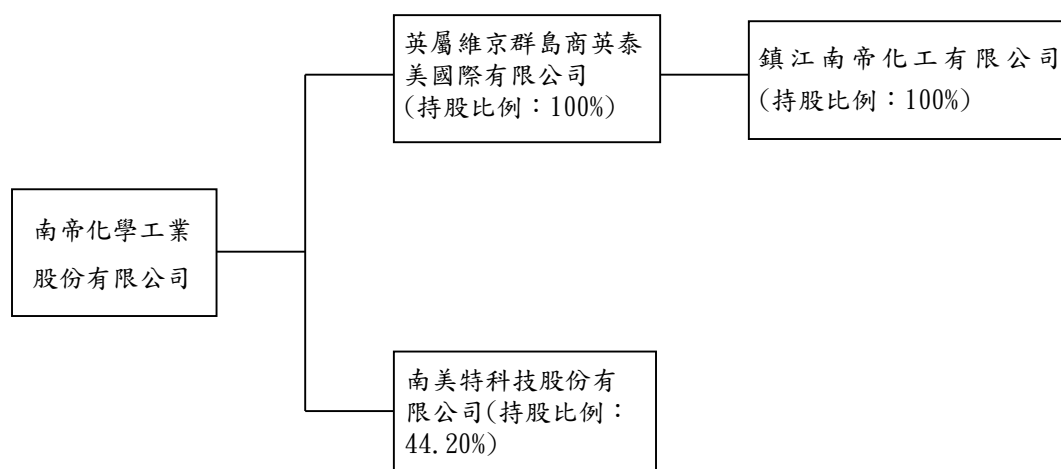 英屬維京群島商英泰
美國際有限公司
(持股比例：100%)
鎮江南帝化工有限公司
(持股比例：100%)
南帝化學工業
股份有限公司
南美特科技股份有
限公司(持股比例：
44.20%)